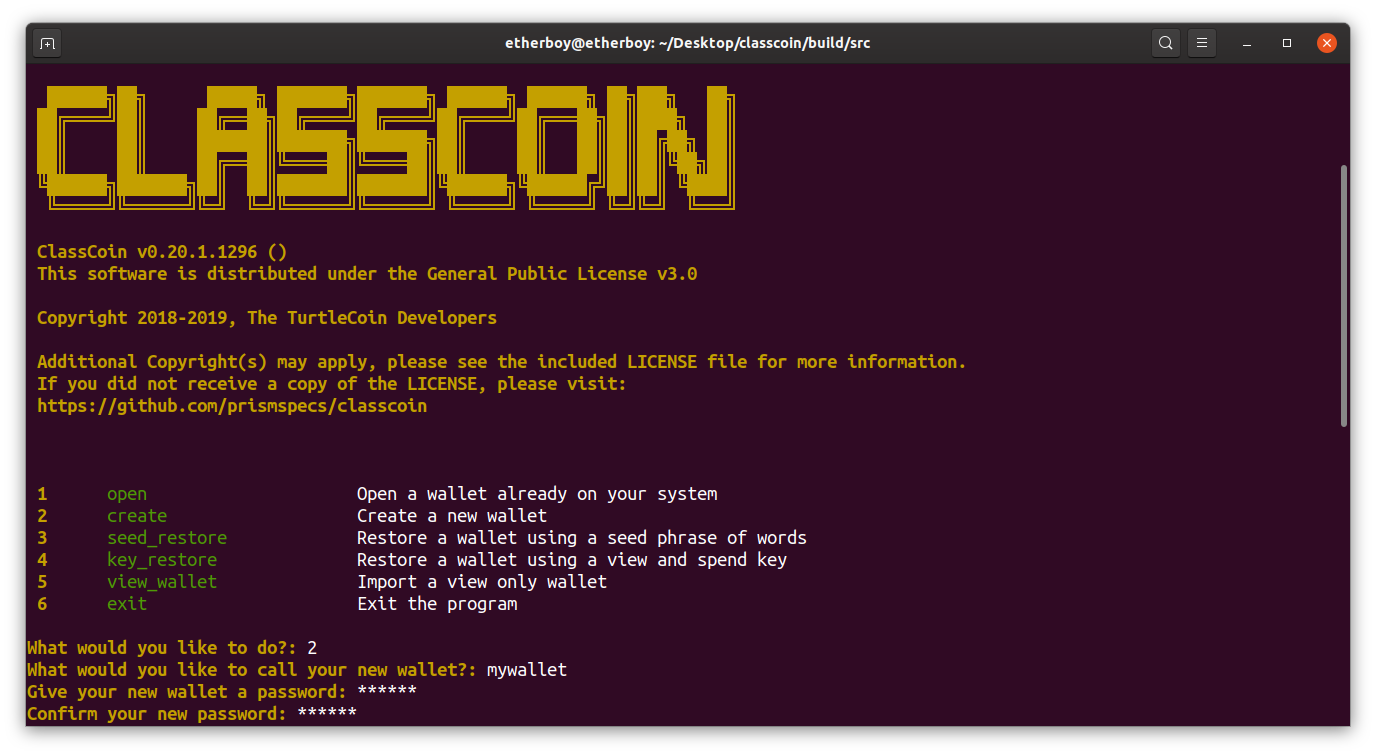 etherboy@etherboy: ~/Desktop/classcoin/build/src
CLASSCOIN
ClassCoin v0.20.1.1296 ()
This software is distributed under the General Public License v3.0
Copyright 2018-2019, The TurtleCoin Developers
Additional Copyright(s) may apply, please see the included LICENSE file for more information.
If you did not receive a copy of the LICENSE, please visit:
https://github.com/prismspecs/classcoin
1 open Open a wallet already on your system
2 create Create a new wallet
3 seed_restore Restore a wallet using a seed phrase of words
4 key_restore Restore a wallet using a view and spend key
5 view_wallet Import a view only wallet
6 exit Exit the program
What would you like to do?: 2
What would you like to call your new wallet?: mywallet
Give your new wallet a password: ******
Confirm your new password: ******